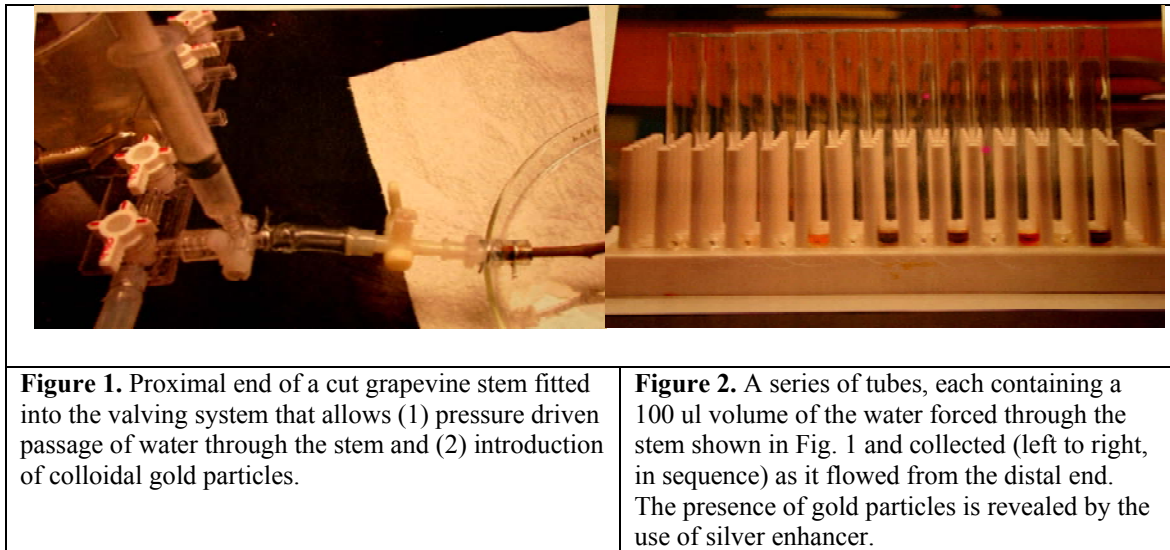 Figure 1. Proximal end of a cut grapevine stem fitted
into the valving system that allows (1) pressure driven
passage of water through the stem and (2) introduction
of colloidal gold particles.
Figure 2. A series of tubes, each containing a
100 ul volume of the water forced through the
stem shown in Fig. 1 and collected (left to right,
in sequence) as it flowed from the distal end.
The presence of gold particles is revealed by the
use of silver enhancer.